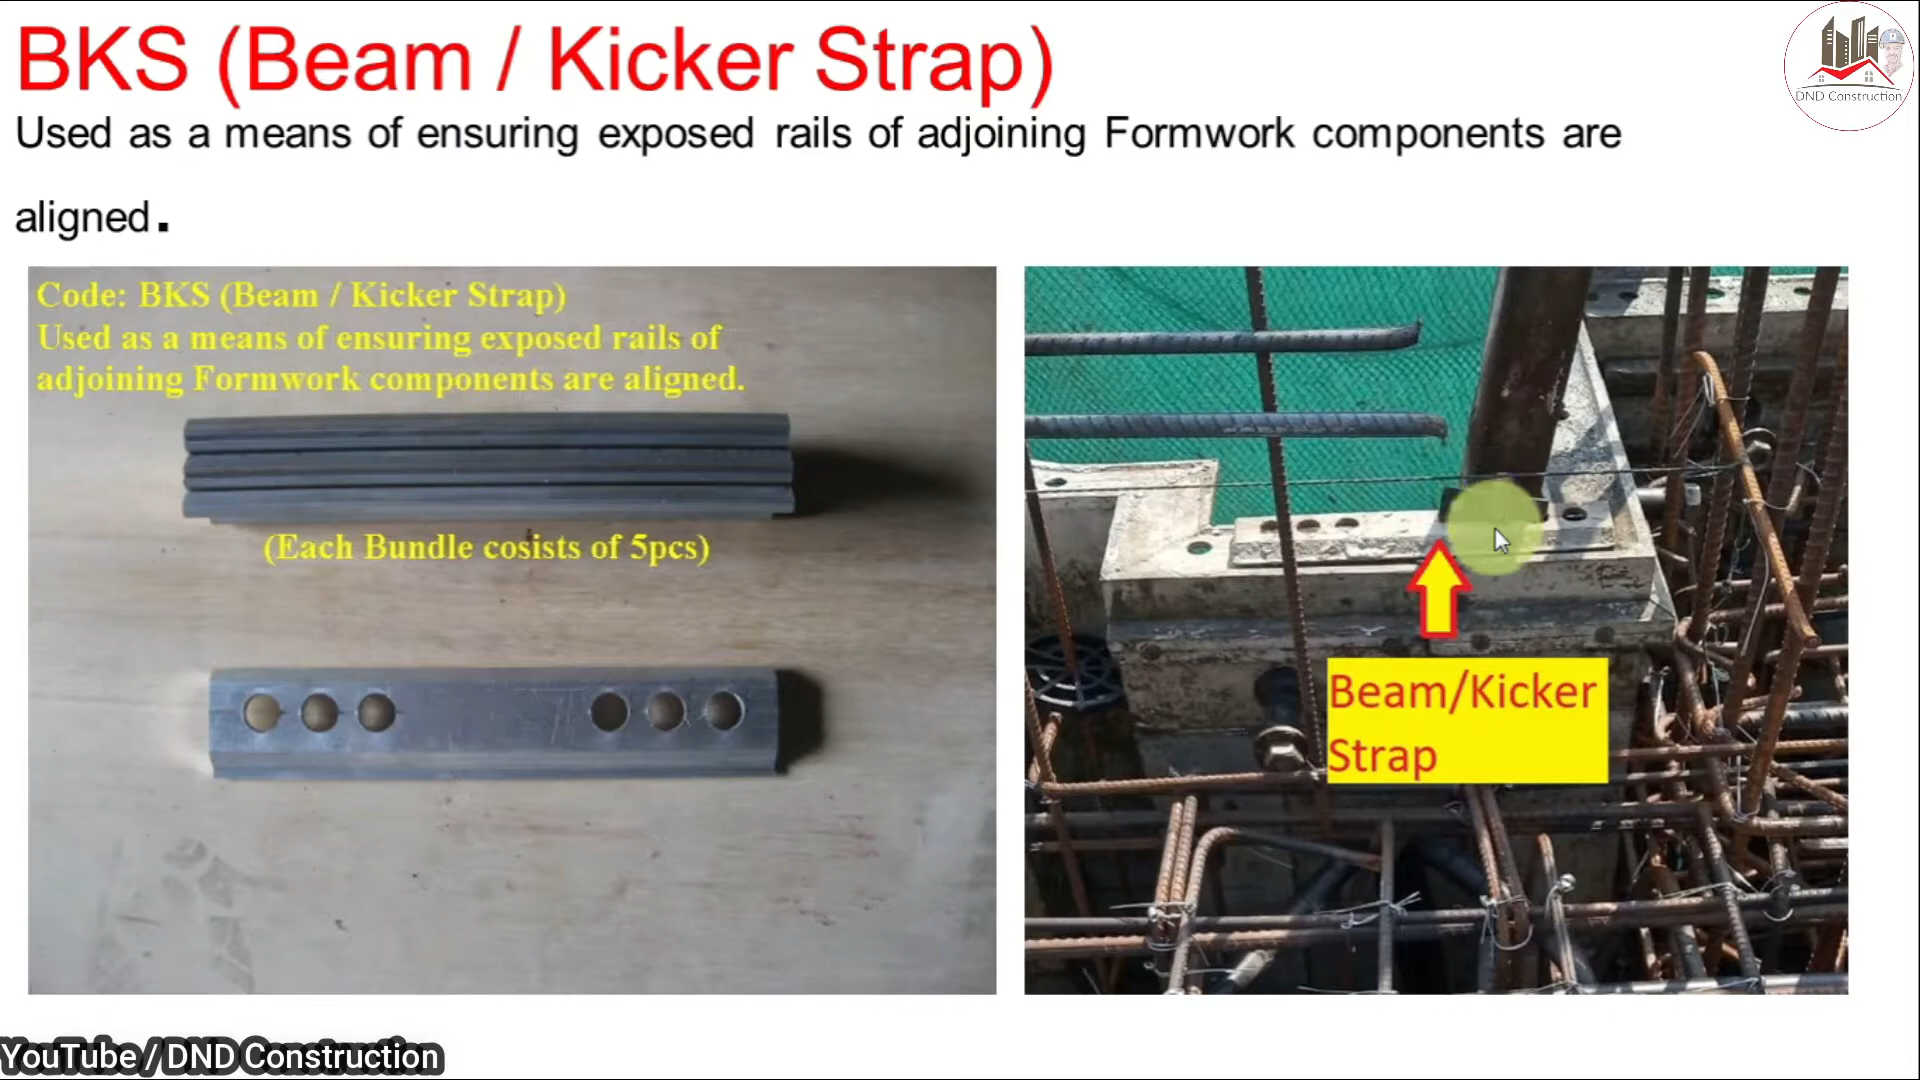 BKS (Beam / Kicker Strap)
DND Construction
Used as a means of ensuring exposed rails of adjoining Formwork components are
aligned.
Code: BKS (Beam / Kicker Strap)
Used as a means of ensuring exposed rails of
adjoining Formwork components are aligned.
(Each Bundle cosists of 5pcs)
Beam/Kicker
Strap
YouTube / DND Construction